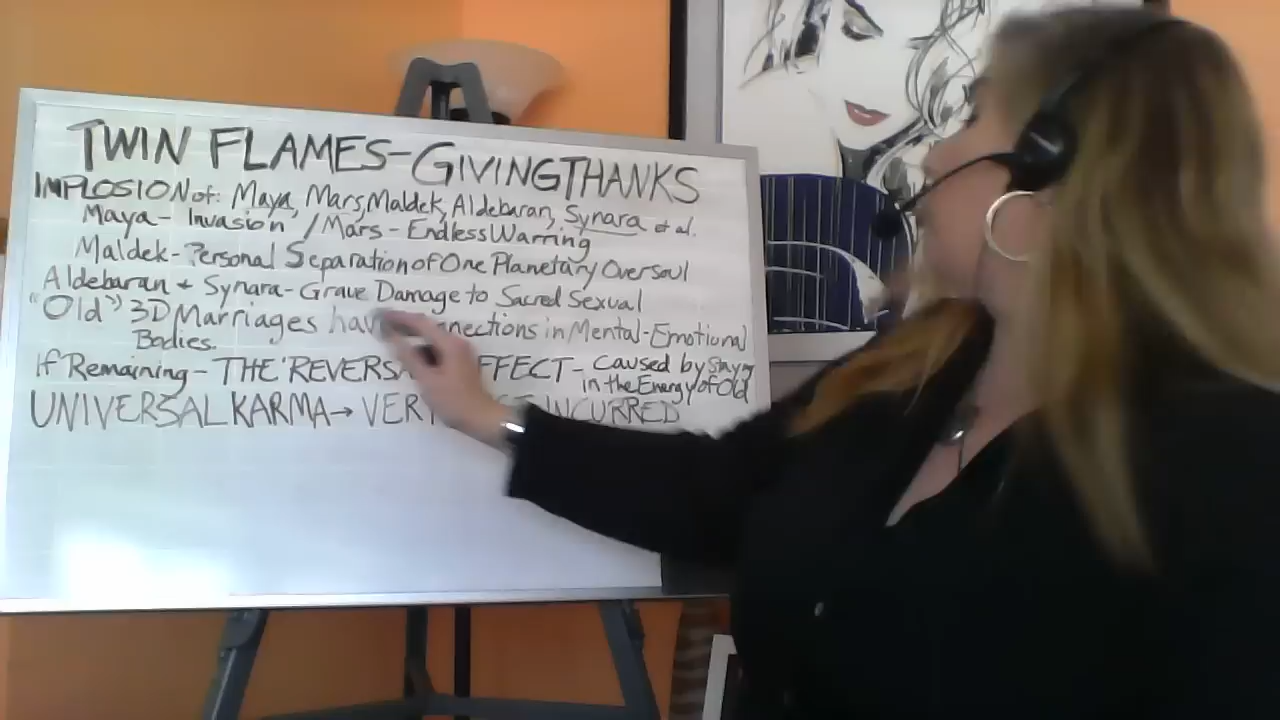 TWIN FLAMES-GIVINGTHANKS
IMPLOSION of: Maya, Mars, Maldek, Aldebaran, Synara et al.
Maya- Invasion / Mars - Endless Warring
Maldek- Personal Separation of One Planetary Oversoul
Aldebaran + Synara- Grave Damage to Sacred Sexual
"Old" 3D Marriages have nnections in Mental-Emotional
Bodies.
If Remaining - THE 'REVERSA FFECT - Caused by Staying
in the Energy of Old
UNIVERSAL KARMA→ VER INCURRED